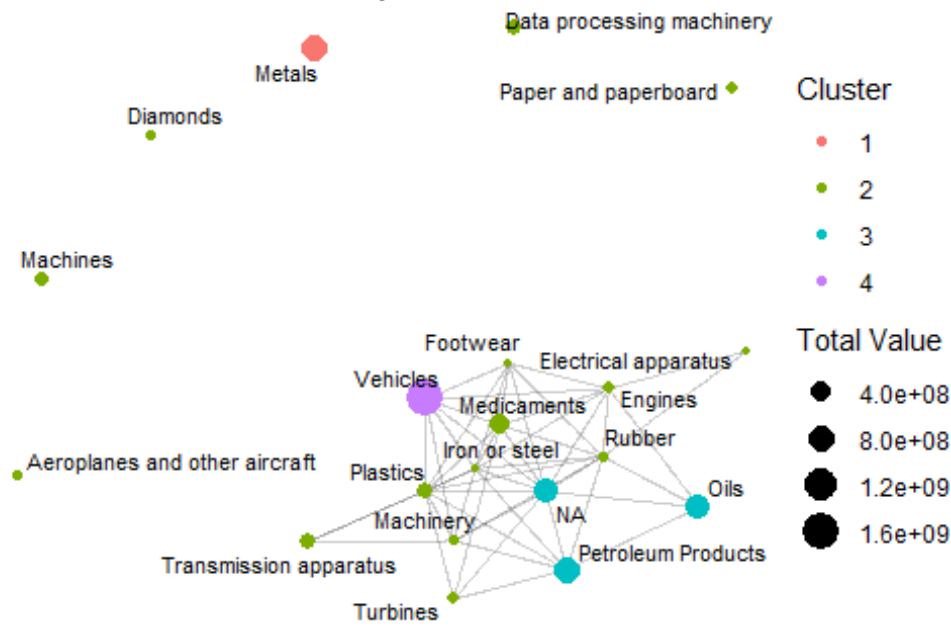 Data processing machinery
Metals
Paper and paperboard
Diamonds
Machines
Footwear
Electrical apparatus
Vehicles
Engines
Medicaments
Rubber
Iron or steel
Aeroplanes and other aircraft
Plastics
Oils
NA
Machinery
Petroleum Products
Transmission apparatus
Turbines
Cluster
1
2
3
4
Total Value
4.0e+08
8.0e+08
1.2e+09
1.6e+09